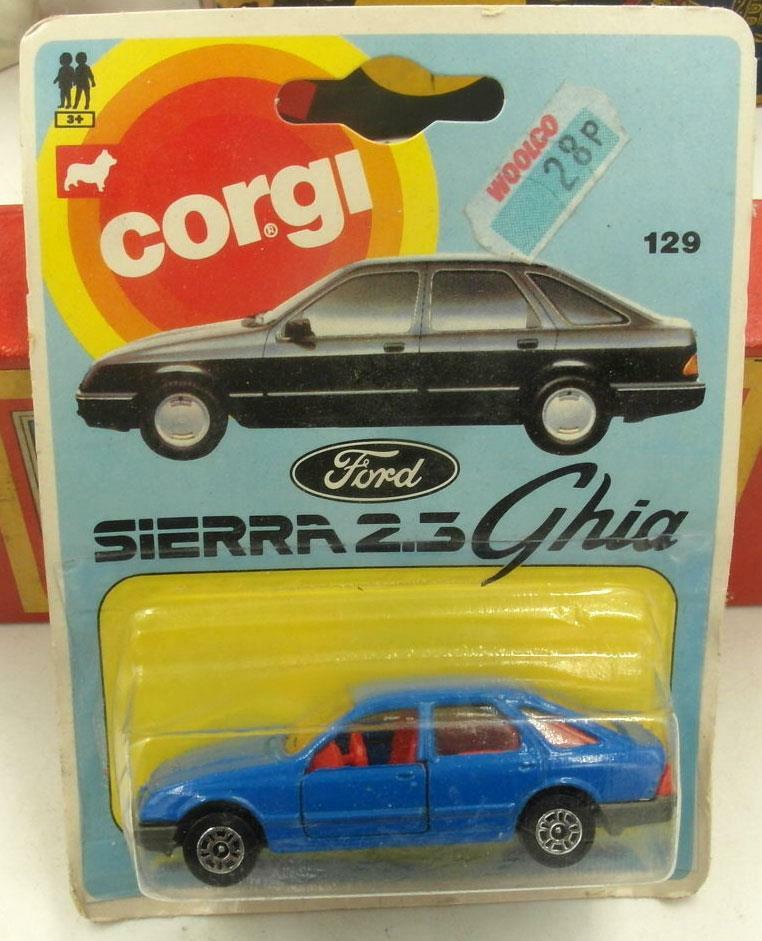 3+
corgi®
WOOLCO
28P
129
Ford
SIERRA 2.3 Ghia